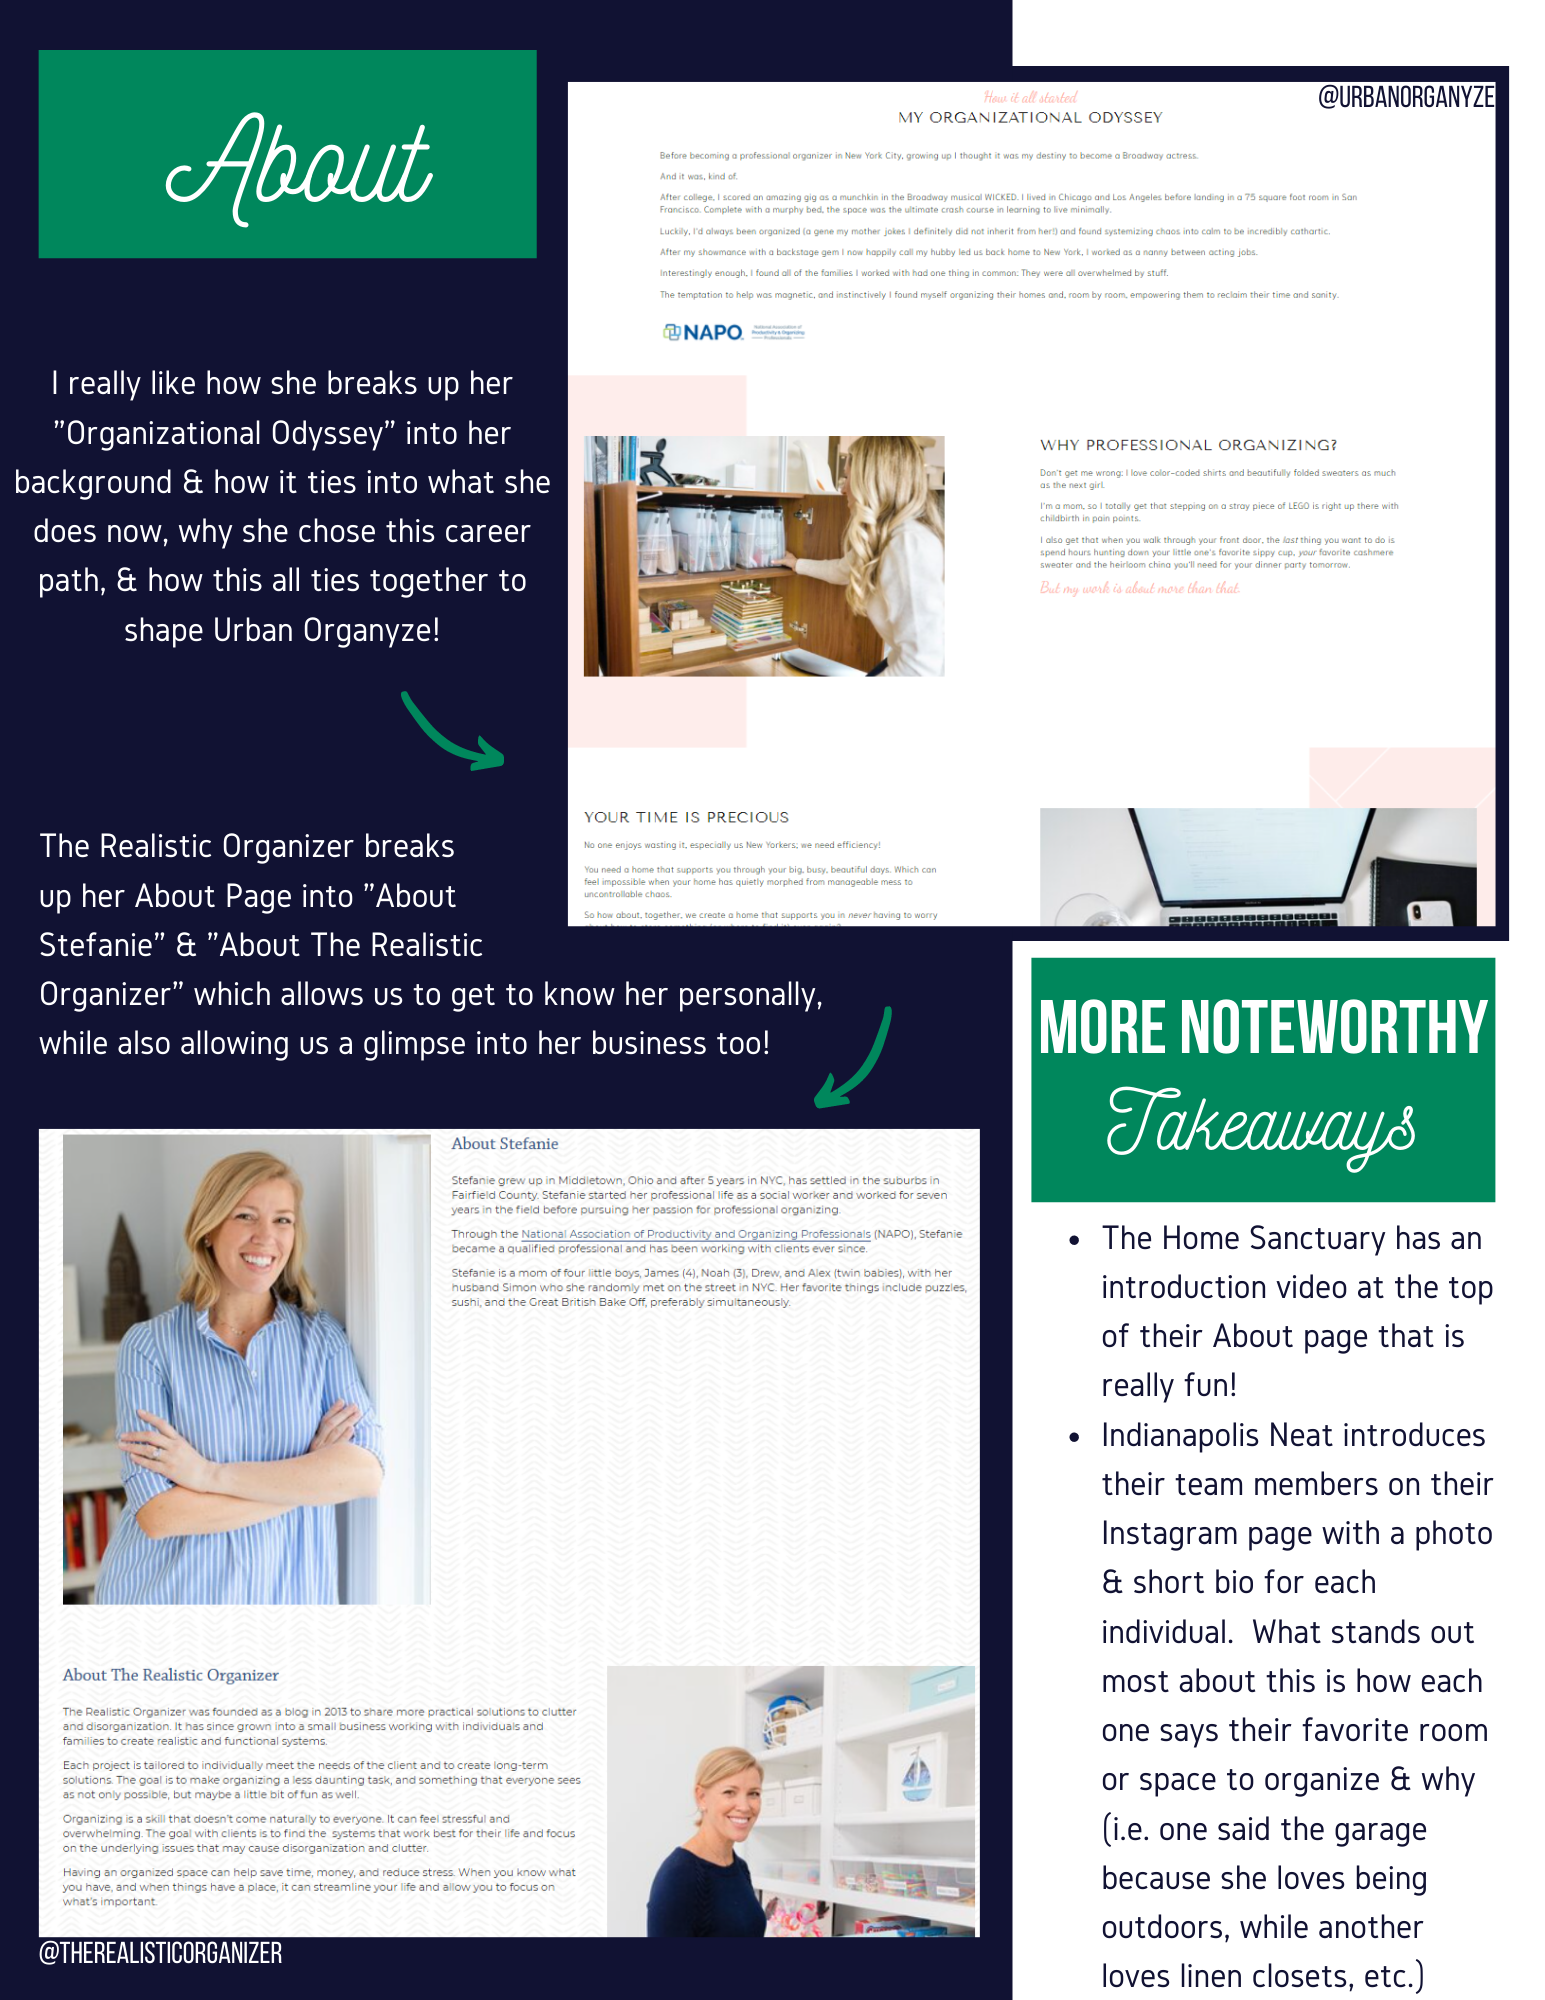 About
I really like how she breaks up her
"Organizational Odyssey" into her
background & how it ties into what she
does now, why she chose this career
path, & how this all ties together to
shape Urban Organyze!
@URBANORGANYZE
How it all started
MY ORGANIZATIONAL ODYSSEY
Before becoming a professional organizer in New York City, growing up I thought it was my destiny to become a Broadway actress.
And it was, kind of.
After college, I scored an amazing gig as a munchkin in the Broadway musical WICKED. I lived in Chicago and Los Angeles before landing in a 75 square foot room in San
Francisco. Complete with a murphy bed, the space was the ultimate crash course in learning to live minimally.
Luckily, I'd always been organized (a gene my mother jokes I definitely did not inherit from her!) and found systemizing chaos into calm to be incredibly cathartic.
After my showmance with a backstage gem I now happily call my hubby led us back home to New York, I worked as a nanny between acting jobs.
Interestingly enough, I found all of the families I worked with had one thing in common: They were all overwhelmed by stuff.
The temptation to help was magnetic, and instinctively I found myself organizing their homes and, room by room, empowering them to reclaim their time and sanity.
NAPO
National Association of
Productivity & Organizing
Professionals
WHY PROFESSIONAL ORGANIZING?
Don't get me wrong: I love color-coded shirts and beautifully folded sweaters as much
as the next girl.
I'm a mom, so I totally get that stepping on a stray piece of LEGO is right up there with
childbirth in pain points.
I also get that when you walk through your front door, the last thing you want to do is
spend hours hunting down your little one's favorite sippy cup, your favorite cashmere
sweater and the heirloom china you'll need for your dinner party tomorrow.
But my work is about more than that.
YOUR TIME IS PRECIOUS
No one enjoys wasting it, especially us New Yorkers; we need efficiency!
You need a home that supports you through your big, busy, beautiful days. Which can
feel impossible when your home has quietly morphed from manageable mess to
uncontrollable chaos.
So how about, together, we create a home that supports you in never having to worry
The Realistic Organizer breaks
up her About Page into "About
Stefanie" & "About The Realistic
Organizer" which allows us to get to know her personally,
while also allowing us a glimpse into her business too!
About Stefanie
Stefanie grew up in Middletown, Ohio and after 5 years in NYC, has settled in the suburbs in
Fairfield County. Stefanie started her professional life as a social worker and worked for seven
years in the field before pursuing her passion for professional organizing.
Through the National Association of Productivity and Organizing Professionals (NAPO), Stefanie
became a qualified professional and has been working with clients ever since.
Stefanie is a mom of four little boys, James (4), Noah (3), Drew, and Alex (twin babies), with her
husband Simon who she randomly met on the street in NYC. Her favorite things include puzzles,
sushi, and the Great British Bake Off, preferably simultaneously.
About The Realistic Organizer
The Realistic Organizer was founded as a blog in 2013 to share more practical solutions to clutter
and disorganization. It has since grown into a small business working with individuals and
families to create realistic and functional systems.
Each project is tailored to individually meet the needs of the client and to create long-term
solutions. The goal is to make organizing a less daunting task, and something that everyone sees
as not only possible, but maybe a little bit of fun as well.
Organizing is a skill that doesn't come naturally to everyone. It can feel stressful and
overwhelming. The goal with clients is to find the systems that work best for their life and focus
on the underlying issues that may cause disorganization and clutter.
Having an organized space can help save time, money, and reduce stress. When you know what
you have, and when things have a place, it can streamline your life and allow you to focus on
what's important.
@THEREALISTICORGANIZER
MORE NOTEWORTHY
Takeaways
• The Home Sanctuary has an
introduction video at the top
of their About page that is
really fun!
• Indianapolis Neat introduces
their team members on their
Instagram page with a photo
& short bio for each
individual. What stands out
most about this is how each
one says their favorite room
or space to organize & why
(i.e. one said the garage
because she loves being
outdoors, while another
loves linen closets, etc.)